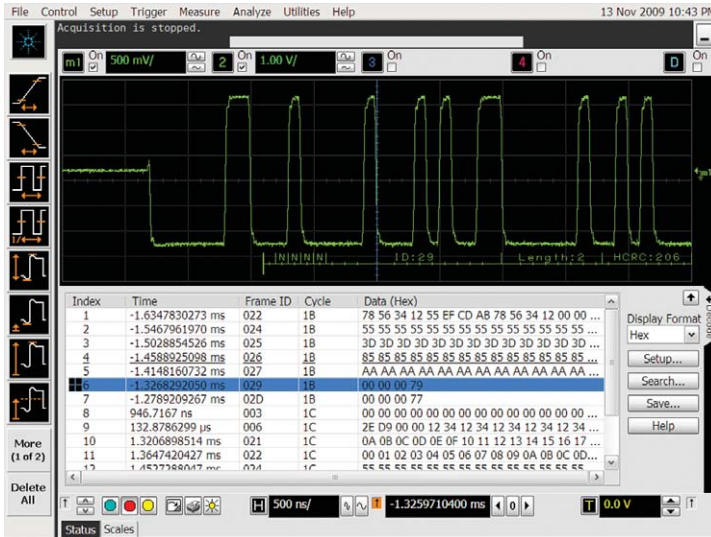 File Control Setup Trigger Measure Analyze Utilities Help 13 Nov 2009 10:43 PM
Acquisition is stopped.
m1 On 500 mV/ 2 On 1.00 V/ 3 On 4 On D On
|N|N|N|N| ID:29 | Length:2 | HCRC:206
Index Time Frame ID Cycle Data (Hex)
1 -1.6347830273 ms 022 1B 78 56 34 12 55 EF CD AB 78 56 34 12 00 00 ...
2 -1.5467961970 ms 024 1B 55 55 55 55 55 55 55 55 55 55 55 55 55 55 ...
3 -1.5028854526 ms 025 1B 3D 3D 3D 3D 3D 3D 3D 3D 3D 3D 3D 3D 3D ...
4 -1.4588925098 ms 026 1B 85 85 85 85 85 85 85 85 85 85 85 85 85 85 ...
5 -1.4148160732 ms 027 1B AA AA AA AA AA AA AA AA AA AA AA AA ...
6 -1.3268292050 ms 029 1B 00 00 00 79
7 -1.2789209267 ms 02D 1B 00 00 00 77
8 946.7167 ns 003 1C 00 00 00 00 00 00 00 00 00 00 00 00 00 00 ...
9 132.8786299 µs 006 1C 2E D9 00 00 12 34 12 34 12 34 12 34 12 34 ...
10 1.3206898514 ms 021 1C 0A 0B 0C 0D 0E 0F 10 11 12 13 14 15 16 17 ...
11 1.3647420427 ms 022 1C 00 01 02 03 04 05 06 07 08 09 0A 0B 0C 0D...
Decode
Display Format
Hex
Setup...
Search...
Save...
Help
More
(1 of 2)
Delete
All
H 500 ns/ -1.3259710400 ms 0 T 0.0 V
Status Scales